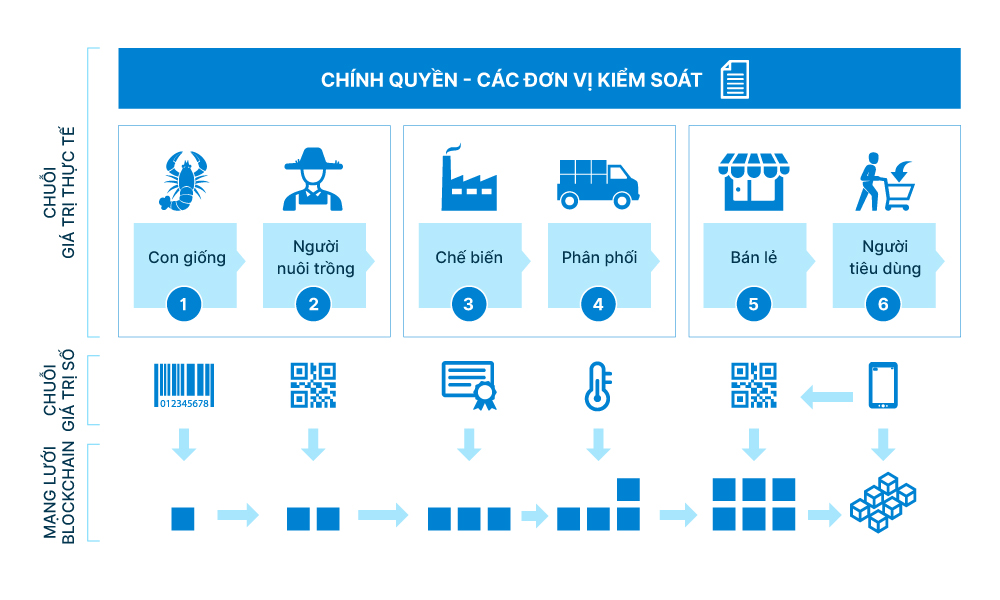 CHÍNH QUYỀN - CÁC ĐƠN VỊ KIỂM SOÁT
CHUỖI
GIÁ TRỊ THỰC TẾ
Con giống
1
Người
nuôi trồng
2
Chế biến
3
Phân phối
4
Bán lẻ
5
Người
tiêu dùng
6
CHUỖI
GIÁ TRỊ SỐ
012345678
MẠNG LƯỚI
BLOCKCHAIN